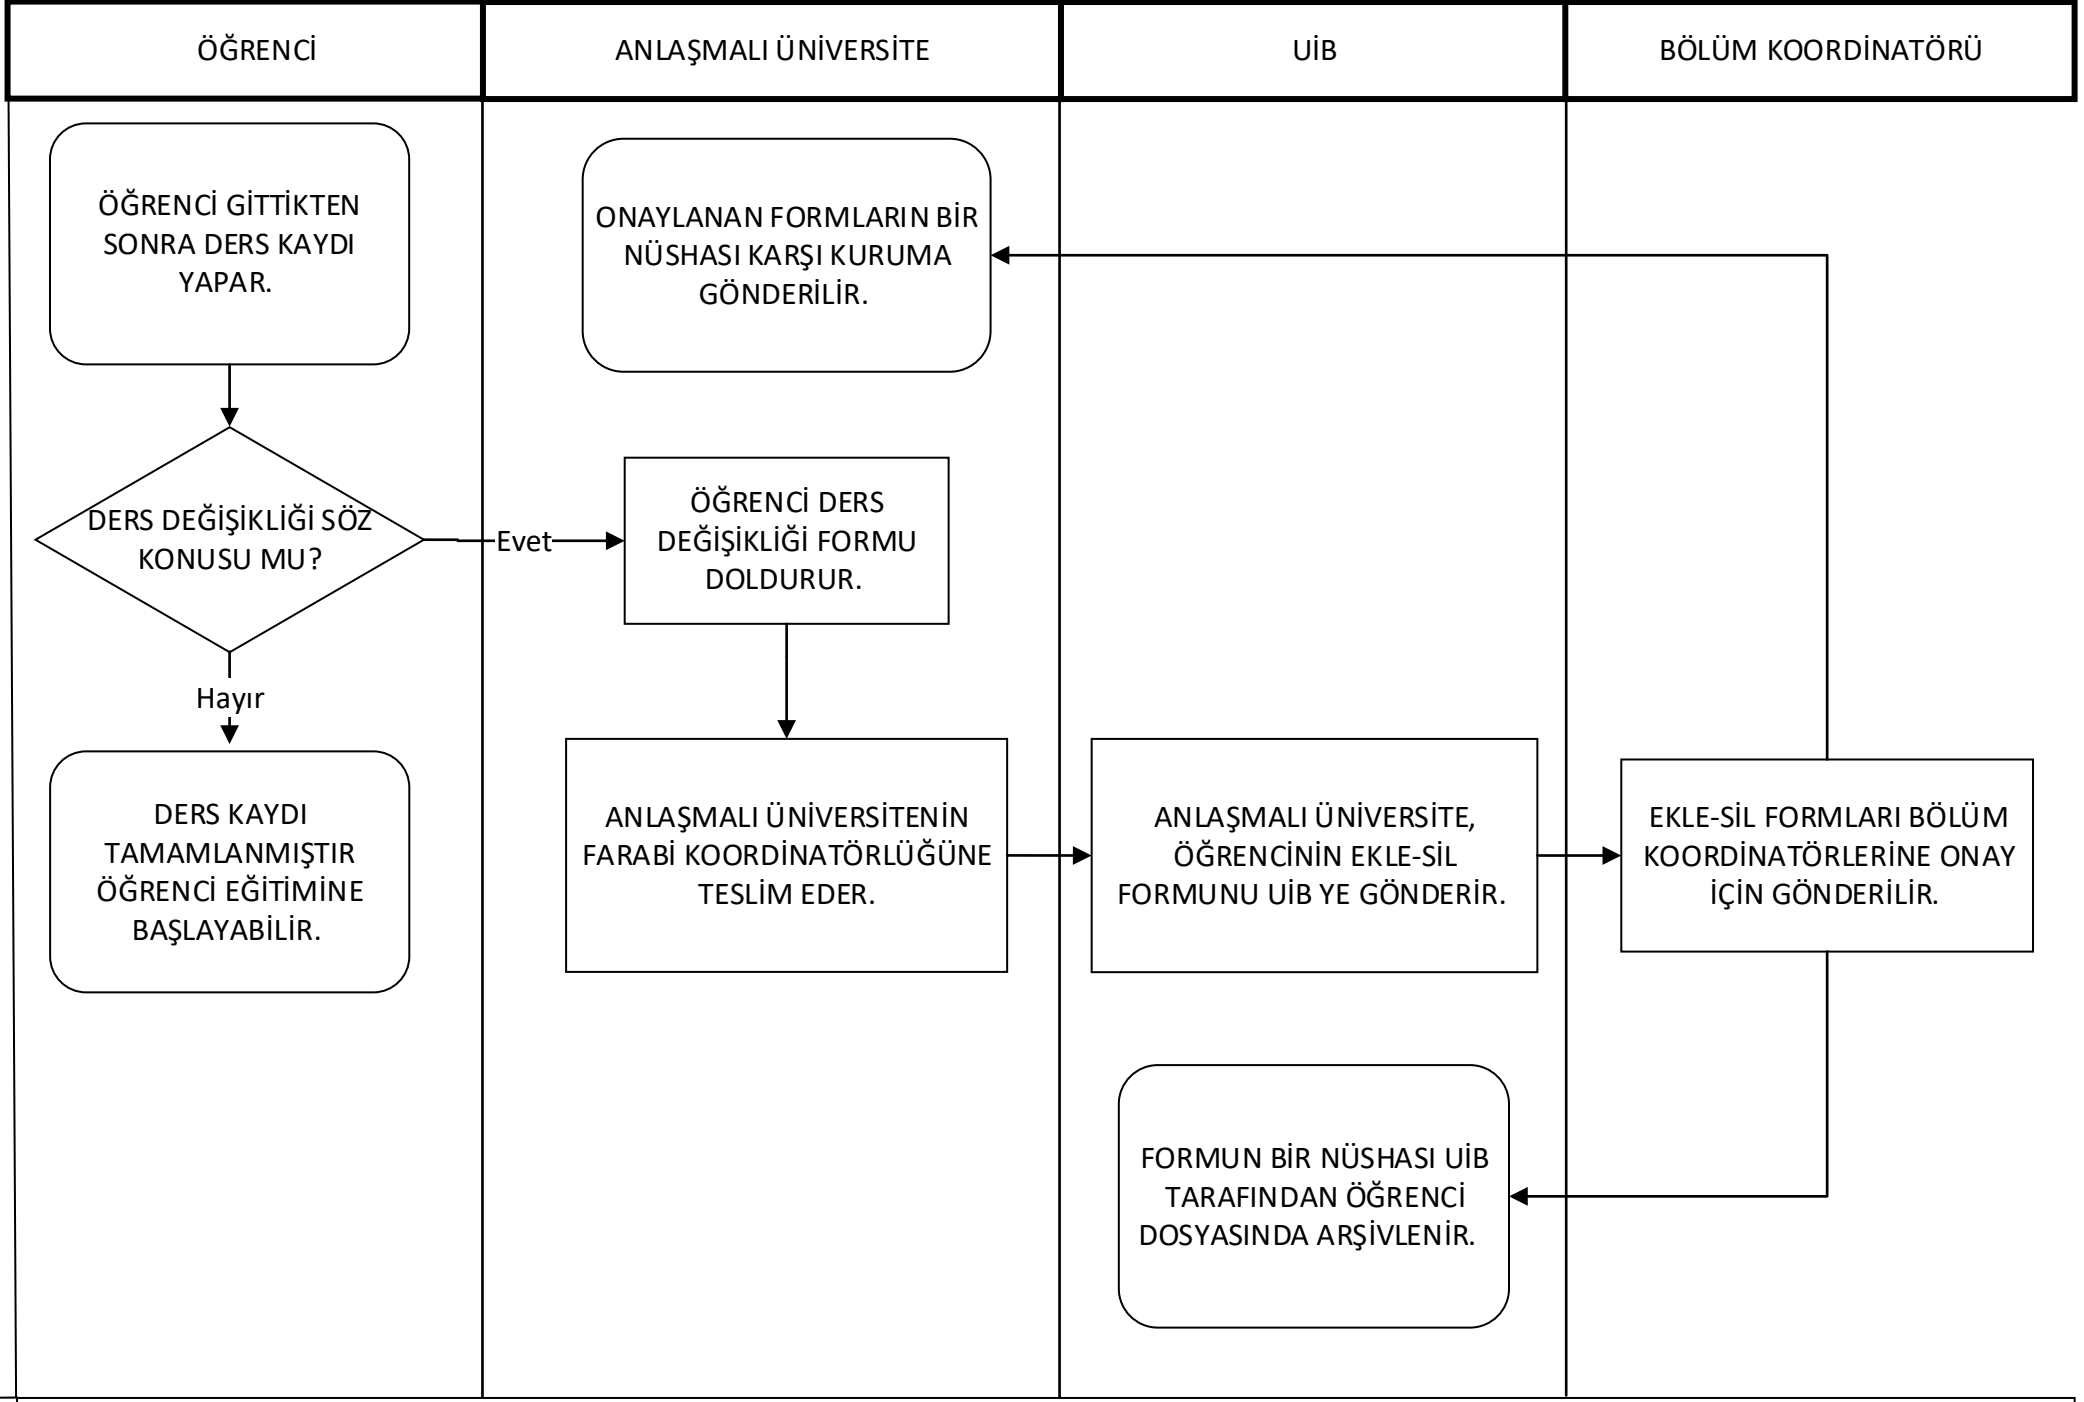 ÖĞRENCİ
ANLAŞMALI ÜNİVERSİTE
UİB
BÖLÜM KOORDİNATÖRÜ
ÖĞRENCİ GİTTİKTEN
SONRA DERS KAYDI
YAPAR.
ONAYLANAN FORMLARIN BİR
NÜSHASI KARŞI KURUMA
GÖNDERİLİR.
DERS DEĞİŞİKLİĞİ SÖZ
KONUSU MU?
Evet
ÖĞRENCİ DERS
DEĞİŞİKLİĞİ FORMU
DOLDURUR.
Hayır
DERS KAYDI
TAMAMLANMIŞTIR
ÖĞRENCİ EĞİTİMİNE
BAŞLAYABİLİR.
ANLAŞMALI ÜNİVERSİTENİN
FARABİ KOORDİNATÖRLÜĞÜNE
TESLİM EDER.
ANLAŞMALI ÜNİVERSİTE,
ÖĞRENCİNİN EKLE-SİL
FORMUNU UİB YE GÖNDERİR.
EKLE-SİL FORMLARI BÖLÜM
KOORDİNATÖRLERİNE ONAY
İÇİN GÖNDERİLİR.
FORMUN BİR NÜSHASI UİB
TARAFINDAN ÖĞRENCİ
DOSYASINDA ARŞİVLENİR.